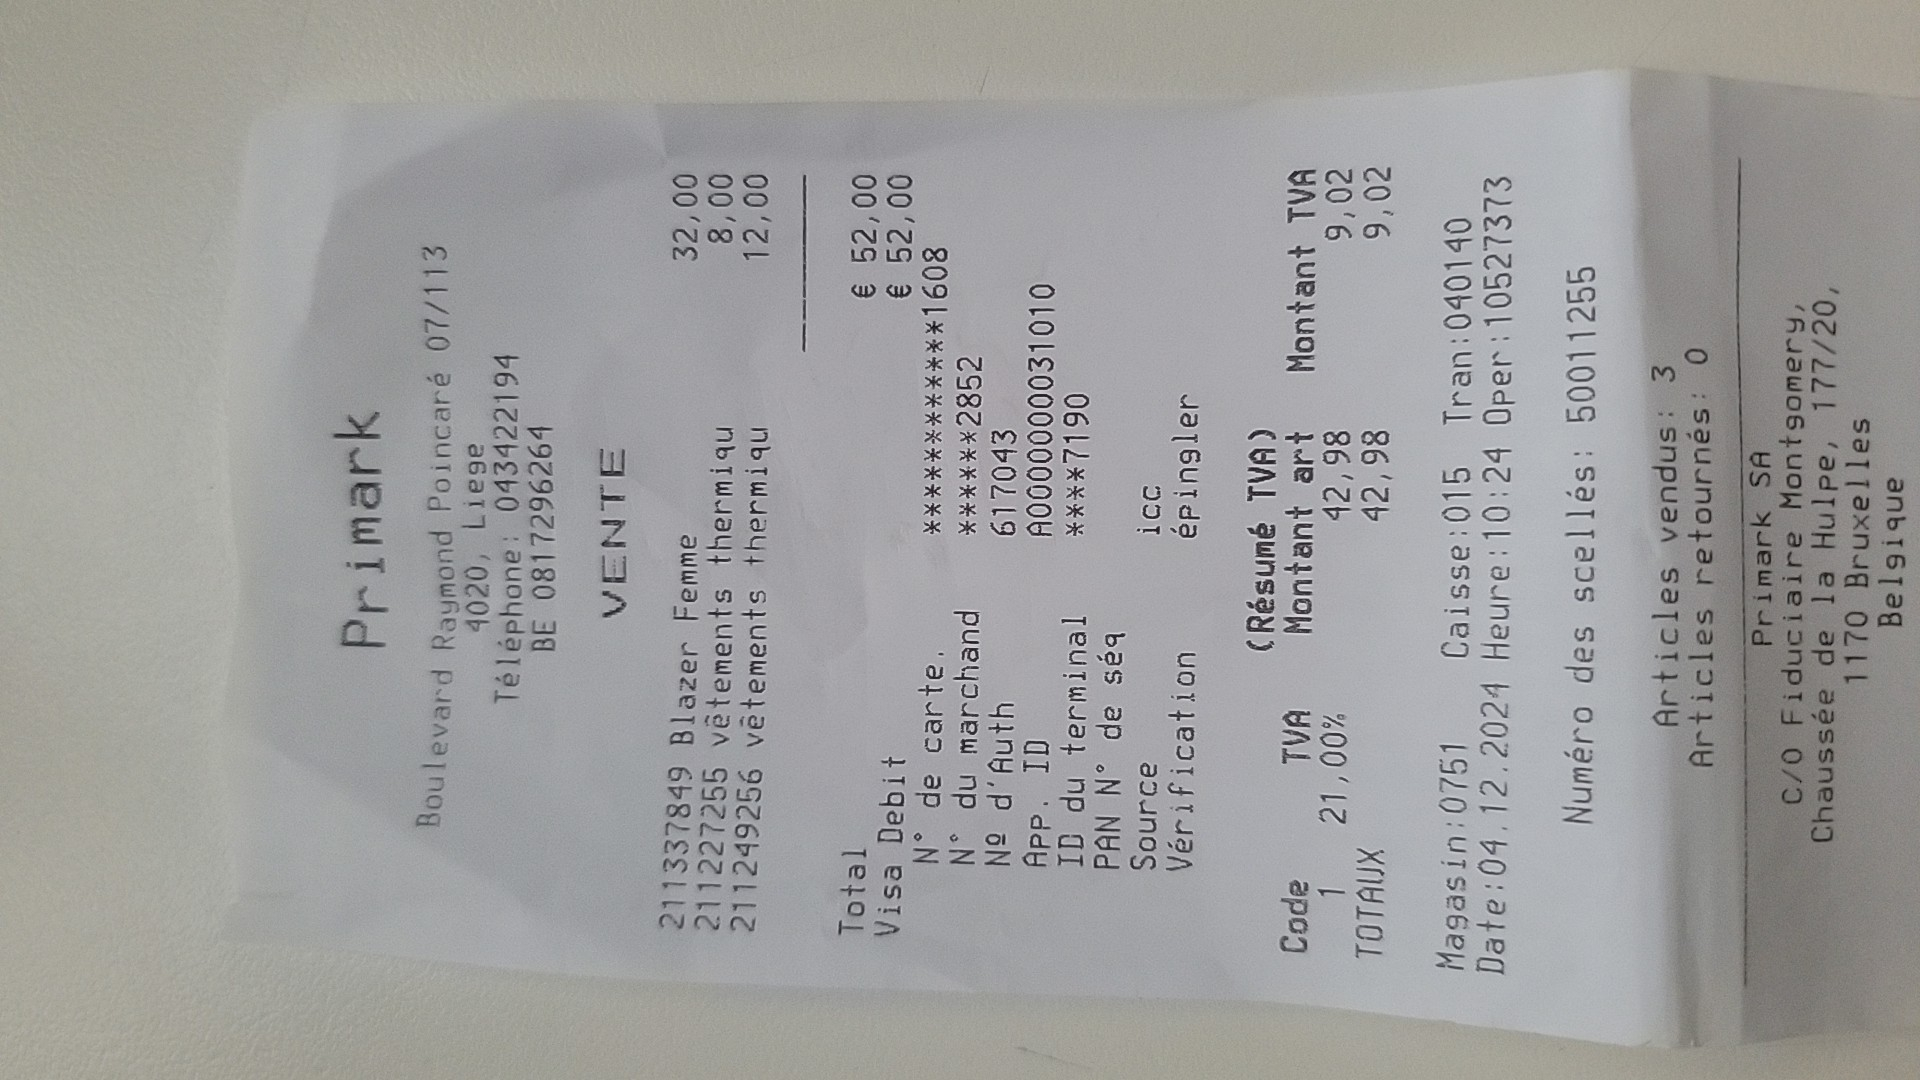 Primark
Boulevard Raymond Poincaré 07/113
4020, Liege
Téléphone: 043422194
BE 0817296264
VENTE
211337849 Blazer Femme 32,00
211227255 vêtements thermiqu 8,00
211249256 vêtements thermiqu 12,00
Total € 52,00
Visa Debit € 52,00
N° de carte. ************1608
N° du marchand ******2852
Nº d'Auth 617043
App. ID A0000000031010
ID du terminal ****7190
PAN N° de séq
Source icc
Vérification épingler
(Résumé TVA)
Code TVA Montant art Montant TVA
1 21,00% 42,98 9,02
TOTAUX 42,98 9,02
Magasin:0751 Caisse:015 Tran:040140
Date:04.12.2024 Heure:10:24 Oper:10527373
Numéro des scellés: 50011255
Articles vendus: 3
Articles retournés: 0
Primark SA
C/O Fiduciaire Montgomery,
Chaussée de la Hulpe, 177/20,
1170 Bruxelles
Belgique